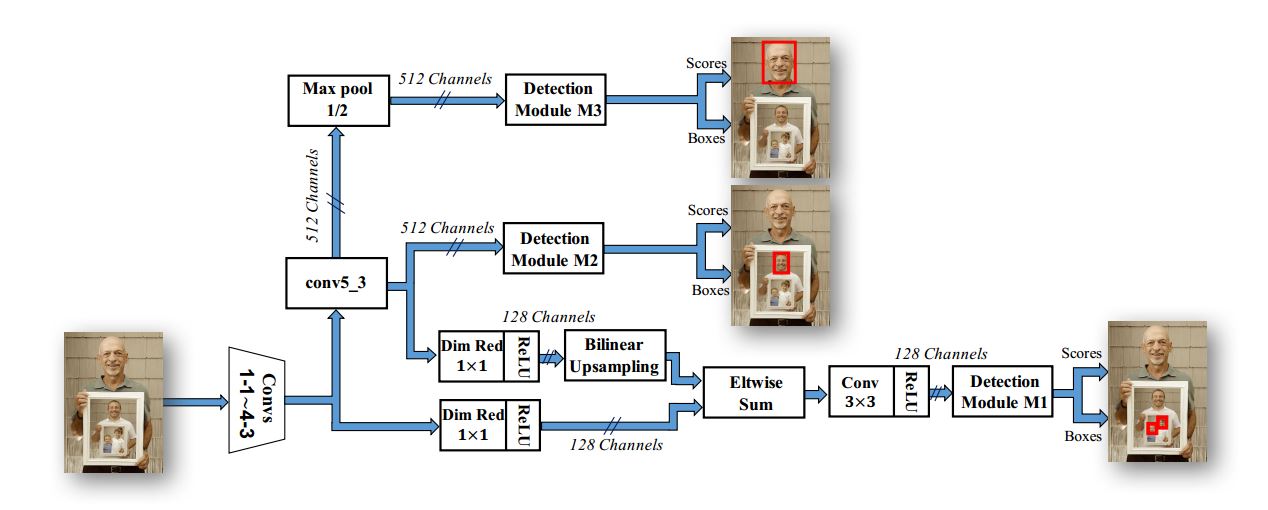 Max pool
1/2
512 Channels
Detection
Module M3
Scores
Boxes
512 Channels
conv5_3
512 Channels
Detection
Module M2
Scores
Boxes
Convs
1-1~4-3
Dim Red
1×1
ReLU
128 Channels
Bilinear
Upsampling
Dim Red
1×1
ReLU
128 Channels
Eltwise
Sum
Conv
3×3
ReLU
128 Channels
Detection
Module M1
Scores
Boxes